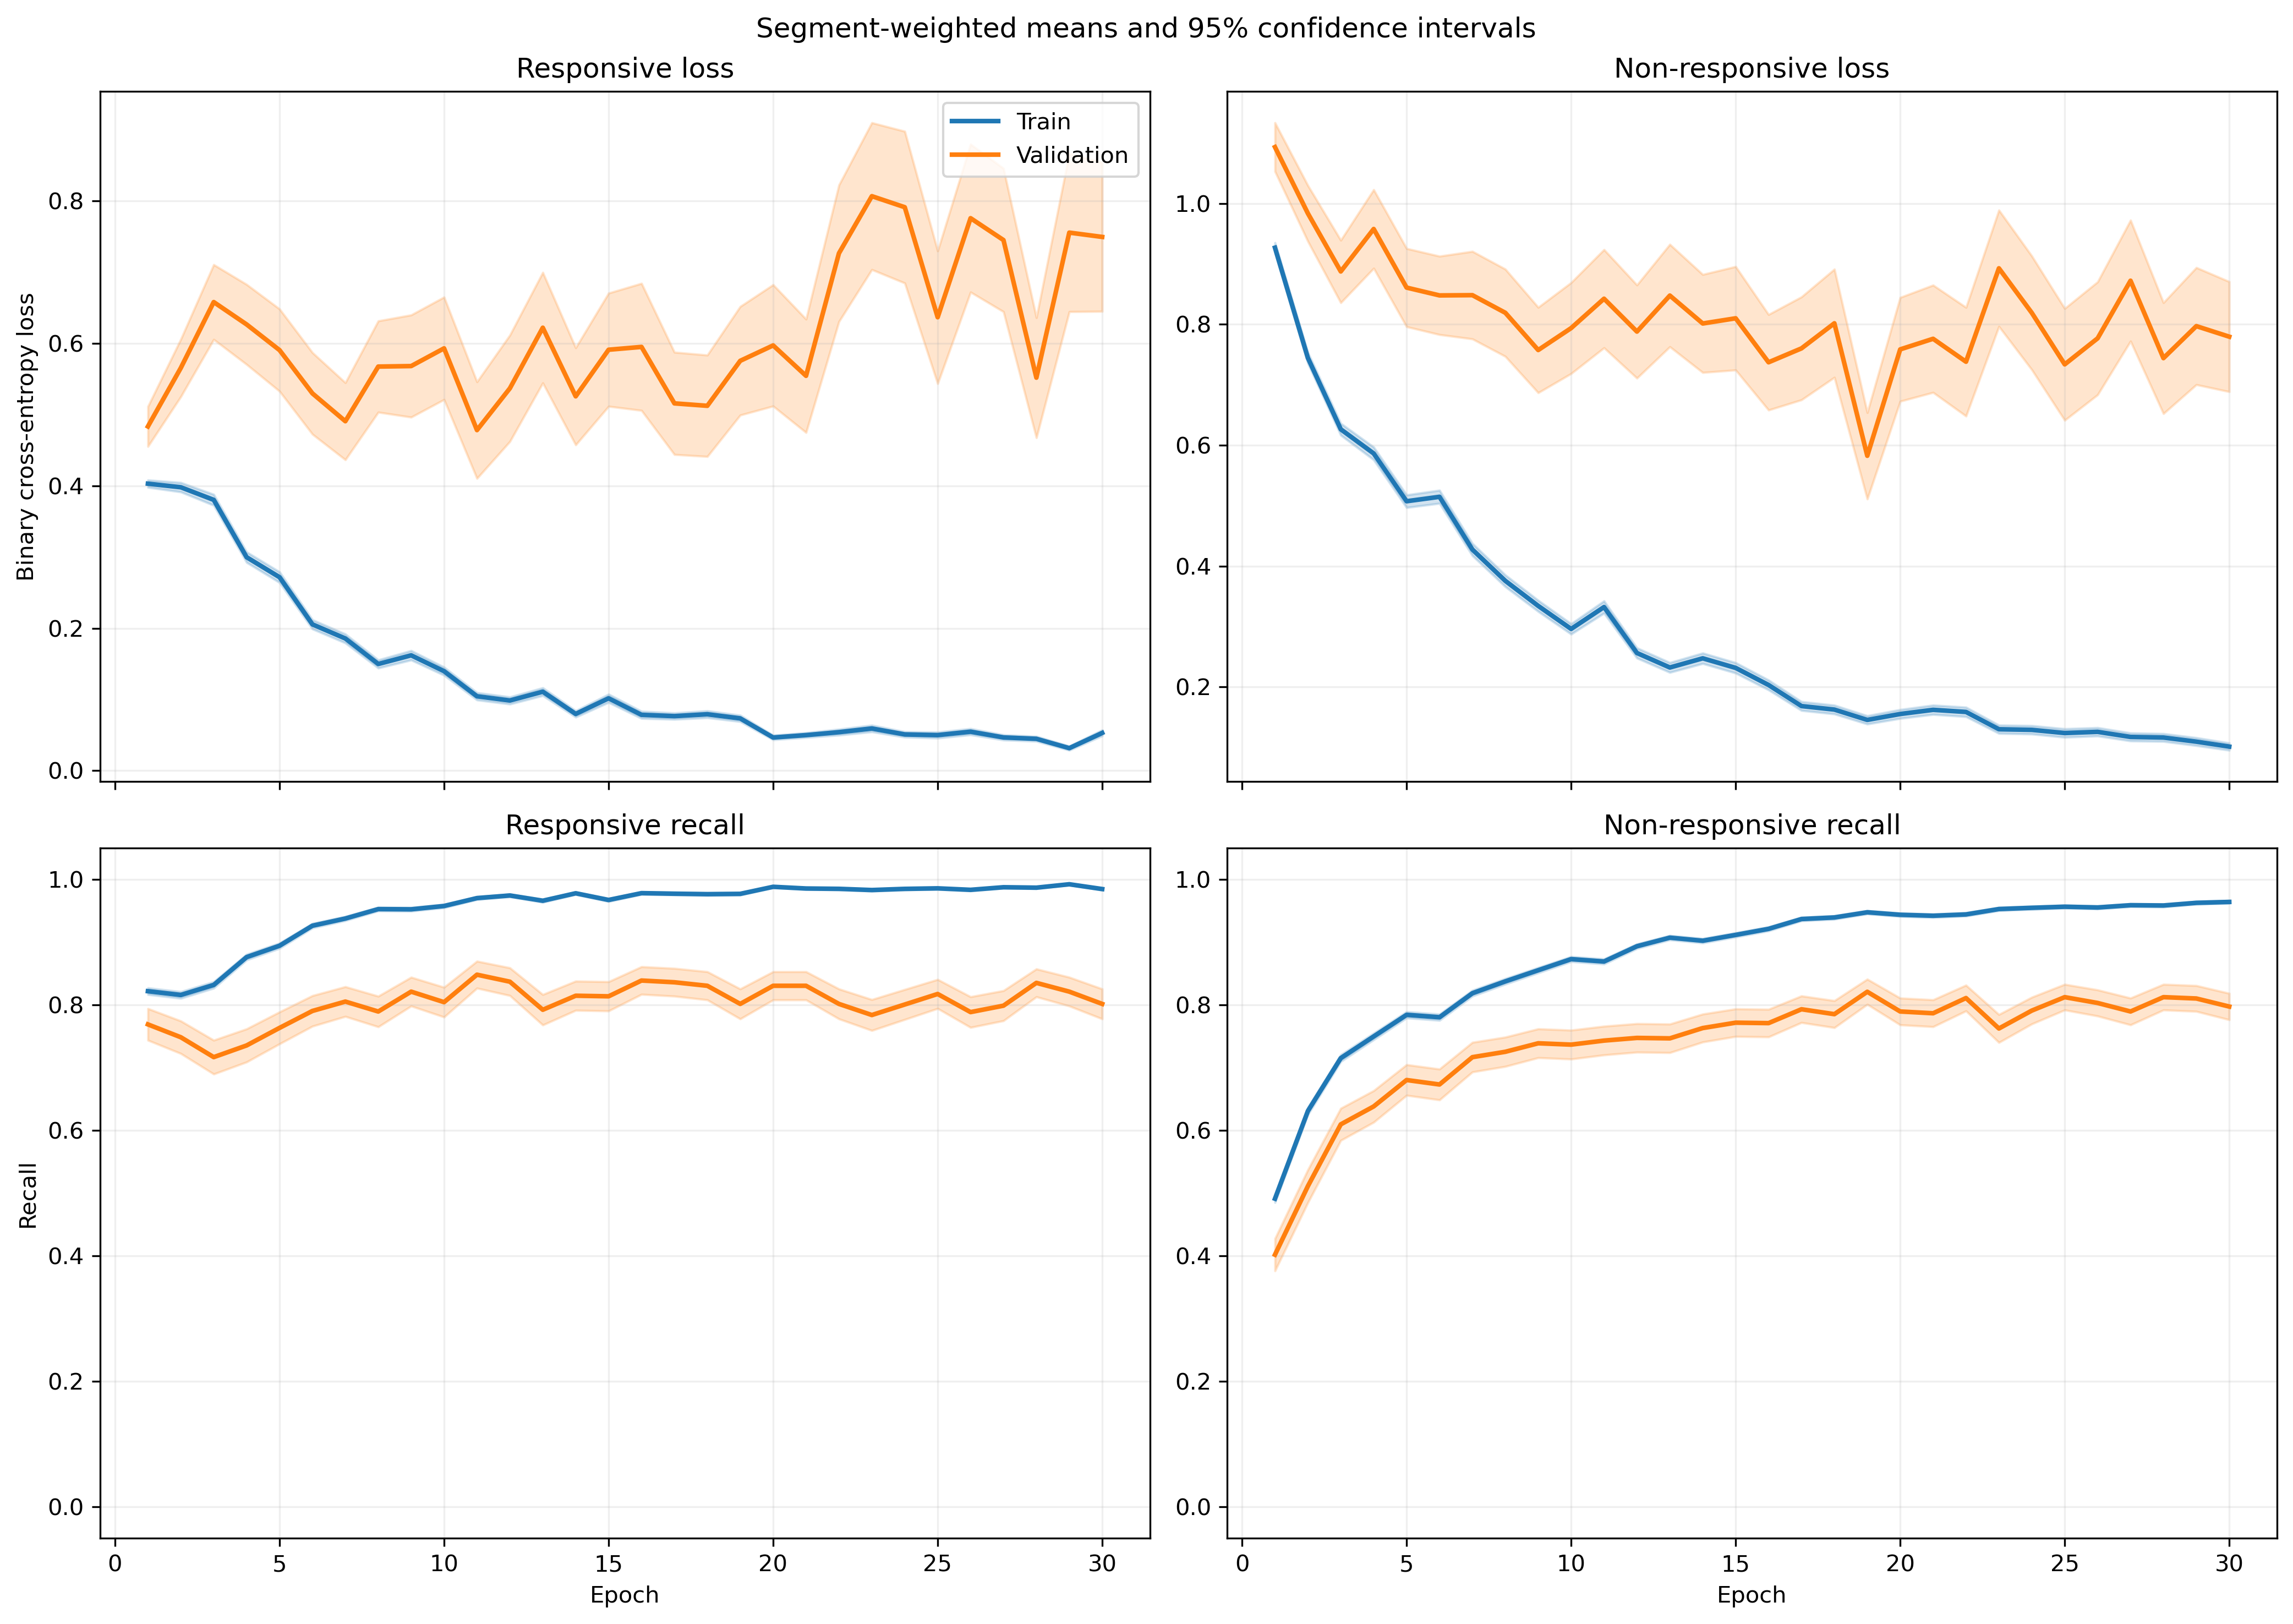 Segment-weighted means and 95% confidence intervals
Responsive loss
Non-responsive loss
Train
Validation
Binary cross-entropy loss
0.8
0.6
0.4
0.2
0.0
1.0
0.8
0.6
0.4
0.2
Responsive recall
Non-responsive recall
Recall
1.0
0.8
0.6
0.4
0.2
0.0
0 5 10 15 20 25 30
Epoch
1.0
0.8
0.6
0.4
0.2
0.0
0 5 10 15 20 25 30
Epoch